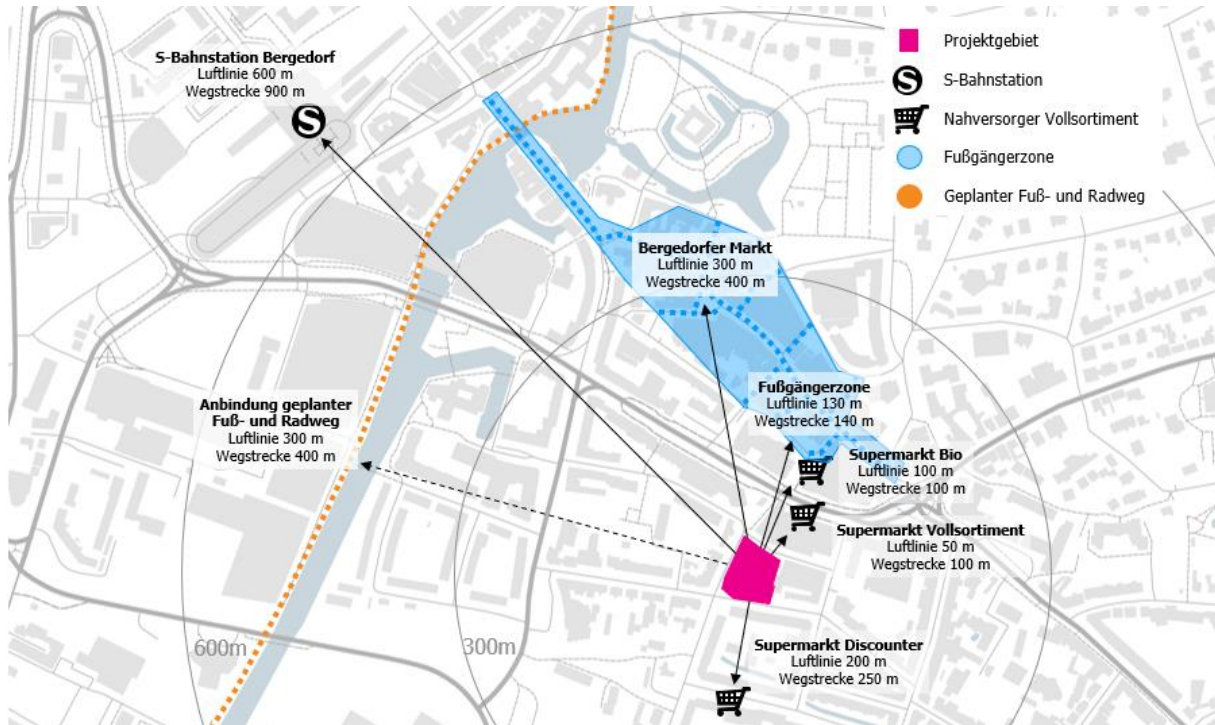 S-Bahnstation Bergedorf
Luftlinie 600 m
Wegstrecke 900 m
S
Projektgebiet
S
S-Bahnstation
Nahversorger Vollsortiment
Fußgängerzone
Geplanter Fuß- und Radweg
Bergedorfer Markt
Luftlinie 300 m
Wegstrecke 400 m
Anbindung geplanter
Fuß- und Radweg
Luftlinie 300 m
Wegstrecke 400 m
Fußgängerzone
Luftlinie 130 m
Wegstrecke 140 m
Supermarkt Bio
Luftlinie 100 m
Wegstrecke 100 m
Supermarkt Vollsortiment
Luftlinie 50 m
Wegstrecke 100 m
600m
300m
Supermarkt Discounter
Luftlinie 200 m
Wegstrecke 250 m